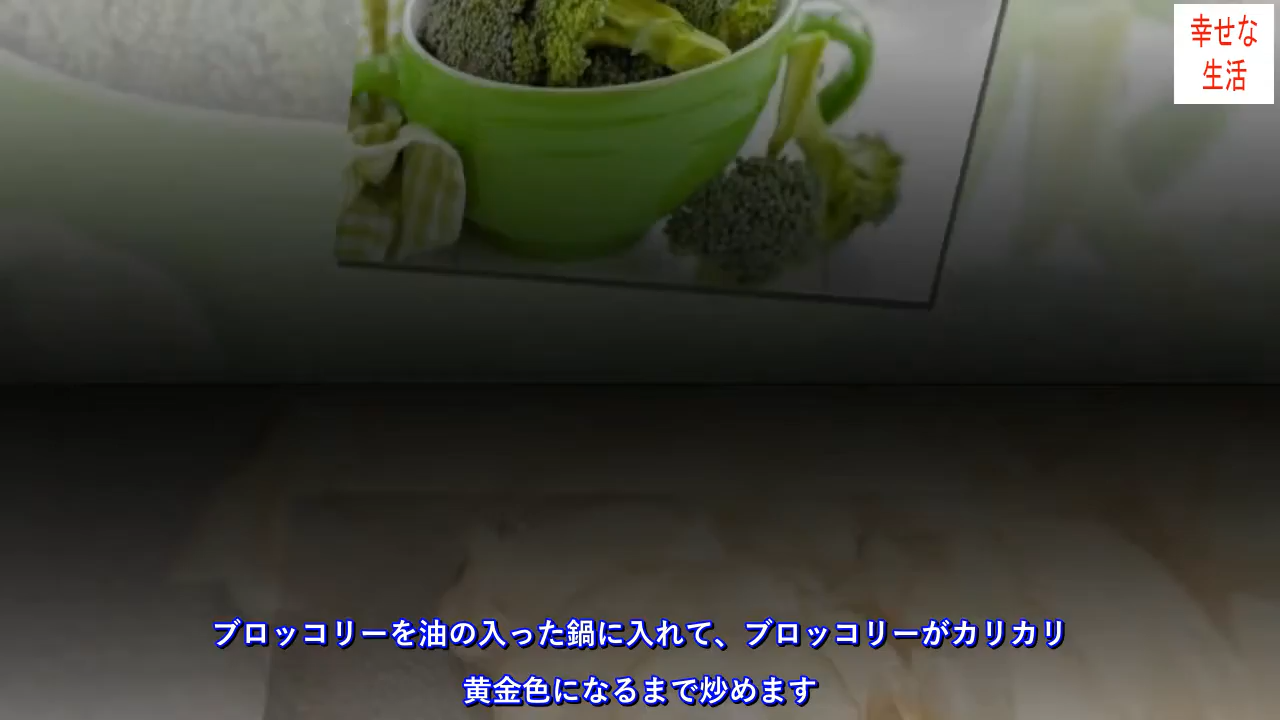 幸せな
生活
ブロッコリーを油の入った鍋に入れて、ブロッコリーがカリカリ
黄金色になるまで炒めます